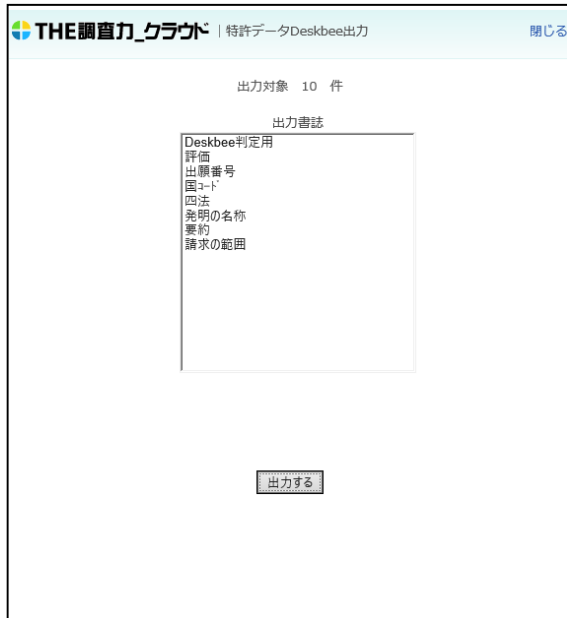 THE調査力_クラウド | 特許データDeskbee出力 閉じる
出力対象 10 件
出力書誌
Deskbee判定用
評価
出願番号
国ｺｰﾄﾞ
四法
発明の名称
要約
請求の範囲
出力する